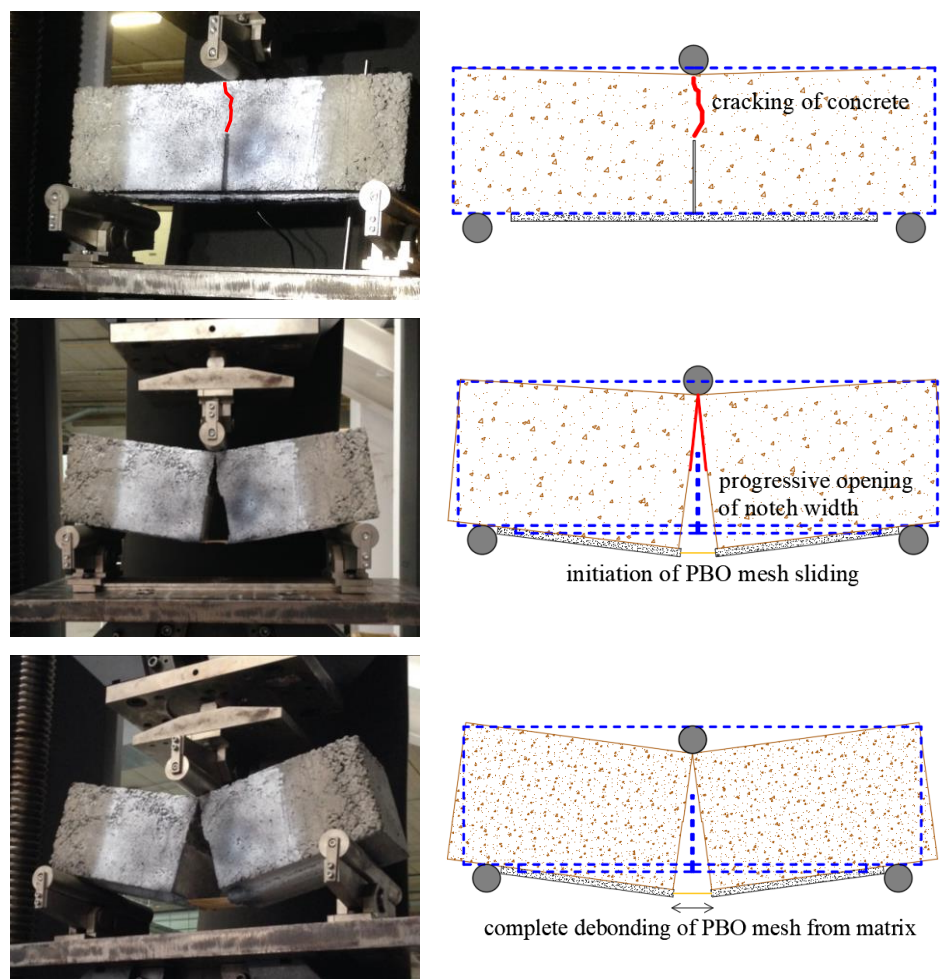 cracking of concrete
progressive opening
of notch width
initiation of PBO mesh sliding
complete debonding of PBO mesh from matrix